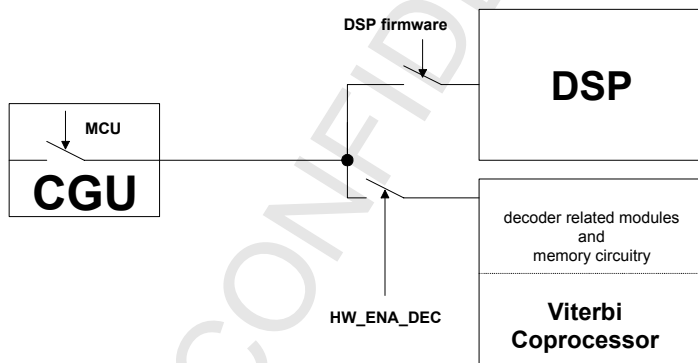 DSP firmware
DSP
MCU
CGU
decoder related modules
and
memory circuitry
HW_ENA_DEC
Viterbi
Coprocessor